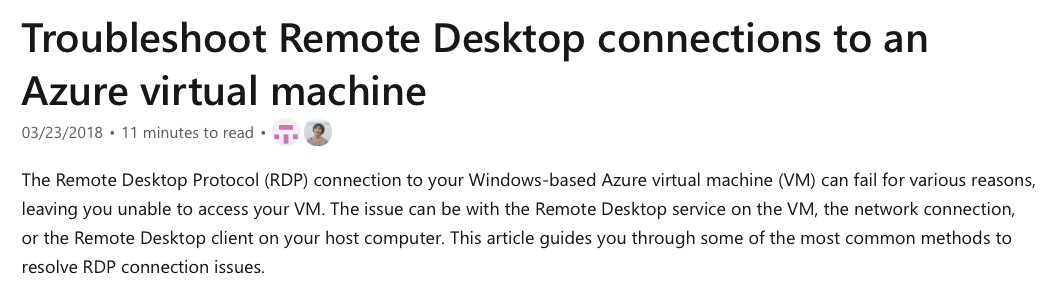 Troubleshoot Remote Desktop connections to an
Azure virtual machine
03/23/2018 • 11 minutes to read •
The Remote Desktop Protocol (RDP) connection to your Windows-based Azure virtual machine (VM) can fail for various reasons,
leaving you unable to access your VM. The issue can be with the Remote Desktop service on the VM, the network connection,
or the Remote Desktop client on your host computer. This article guides you through some of the most common methods to
resolve RDP connection issues.